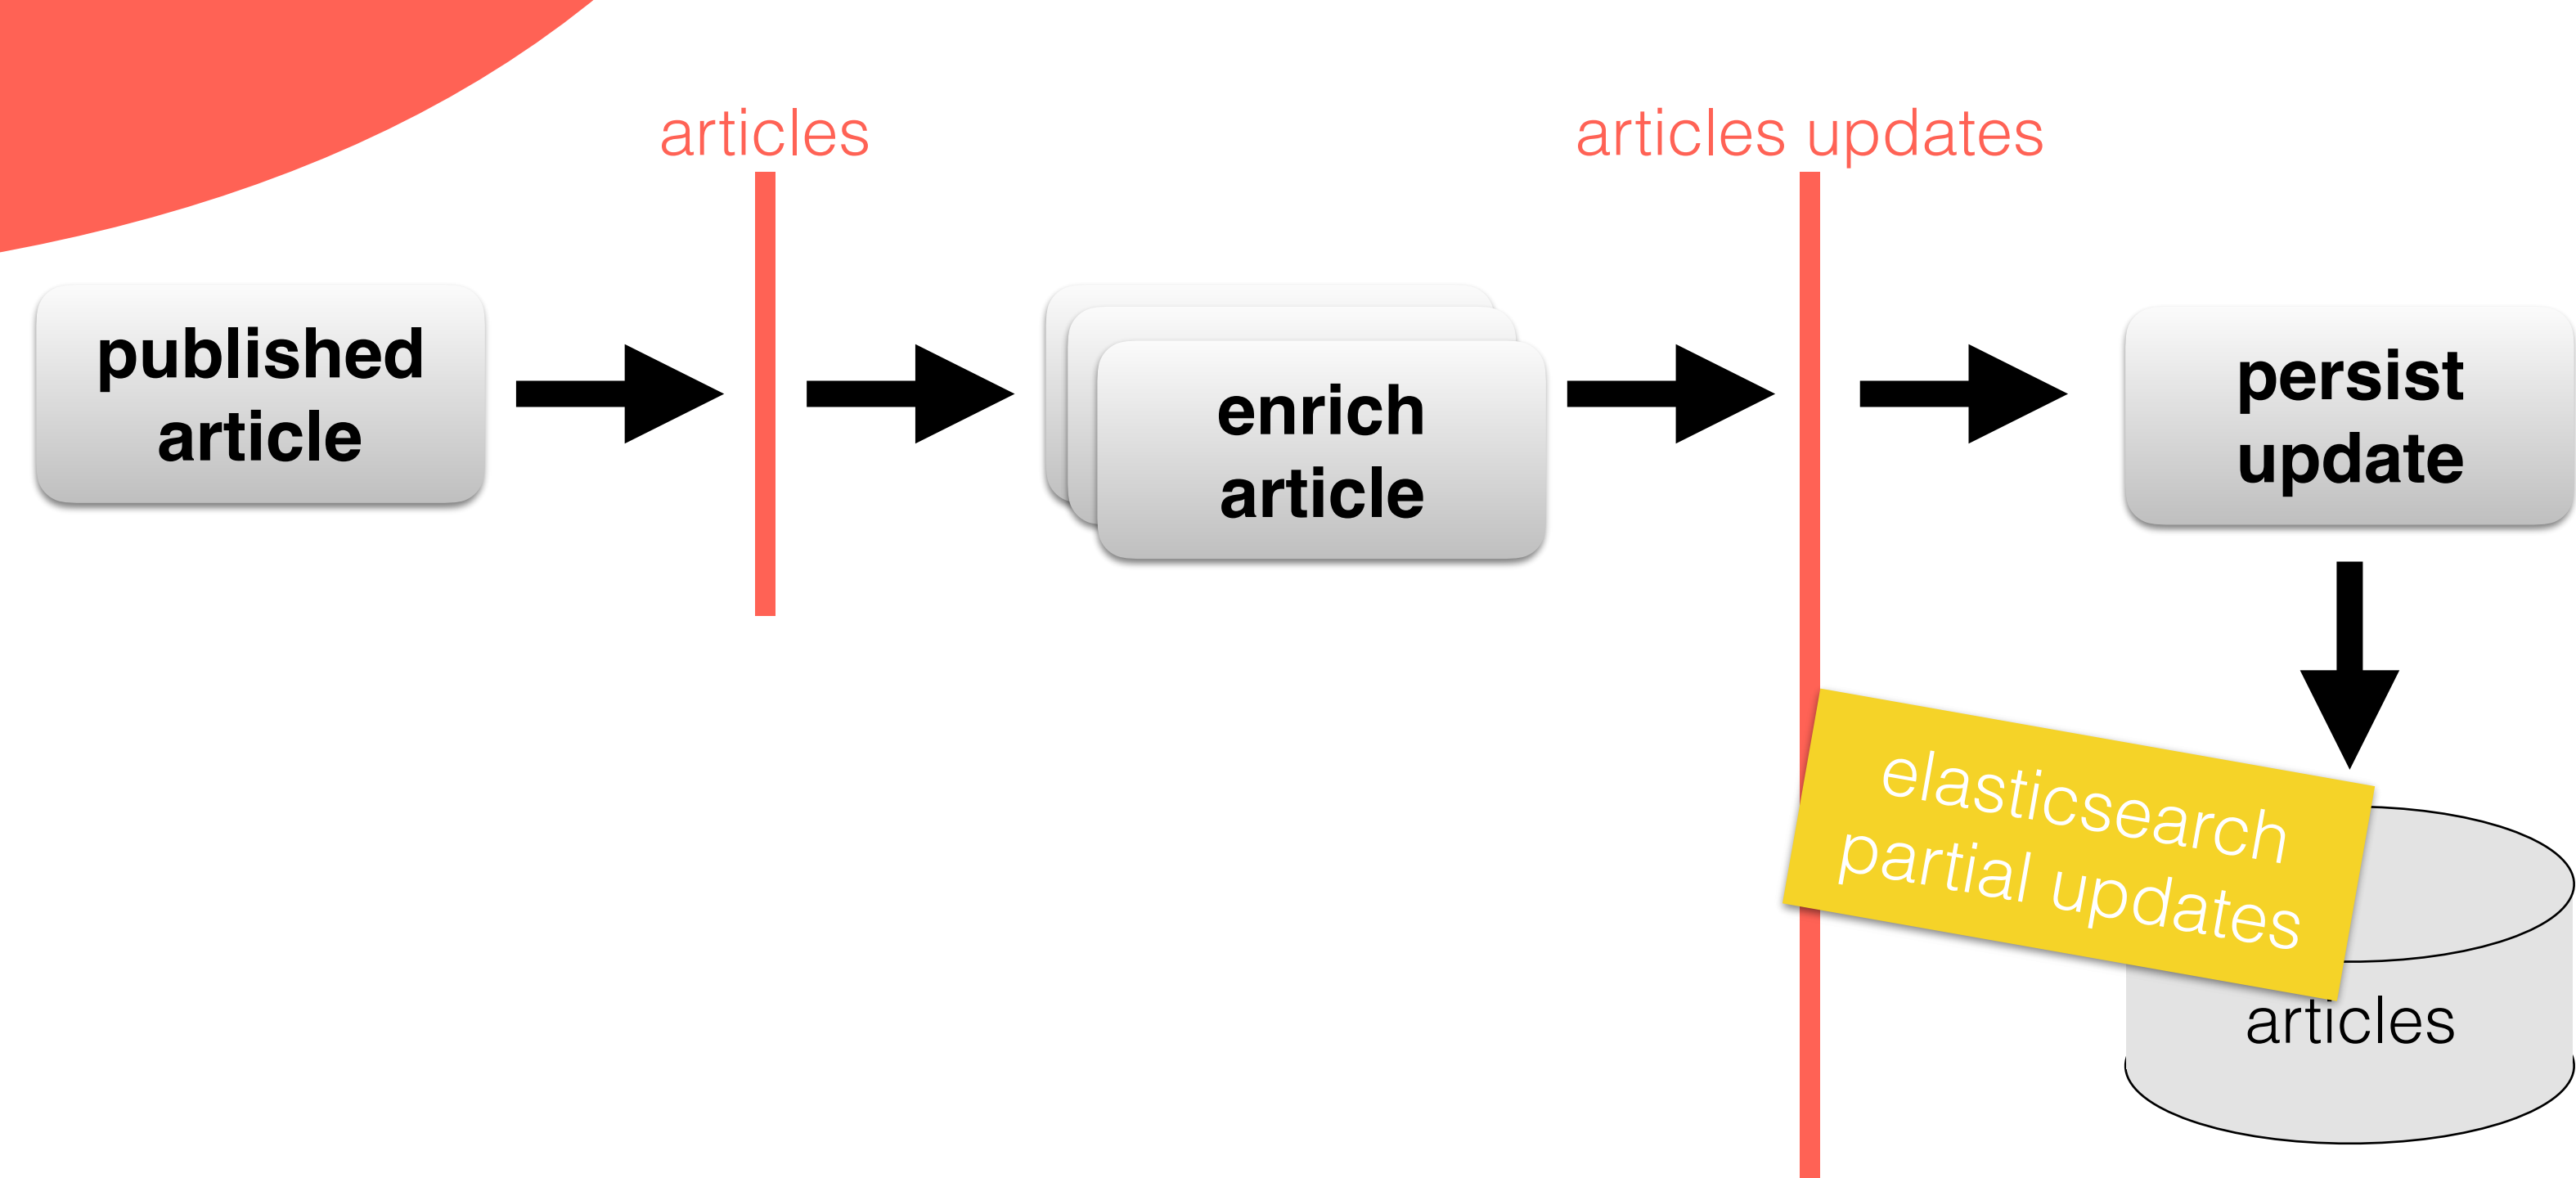 articles
articles updates
published
article
enrich
article
persist
update
elasticsearch
partial updates
articles